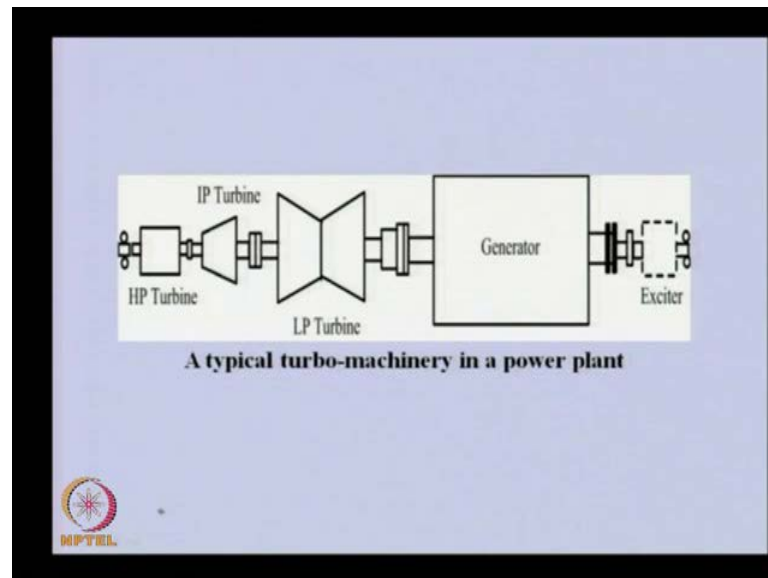 IP Turbine
HP Turbine
LP Turbine
Generator
Exciter
A typical turbo-machinery in a power plant
NPTEL